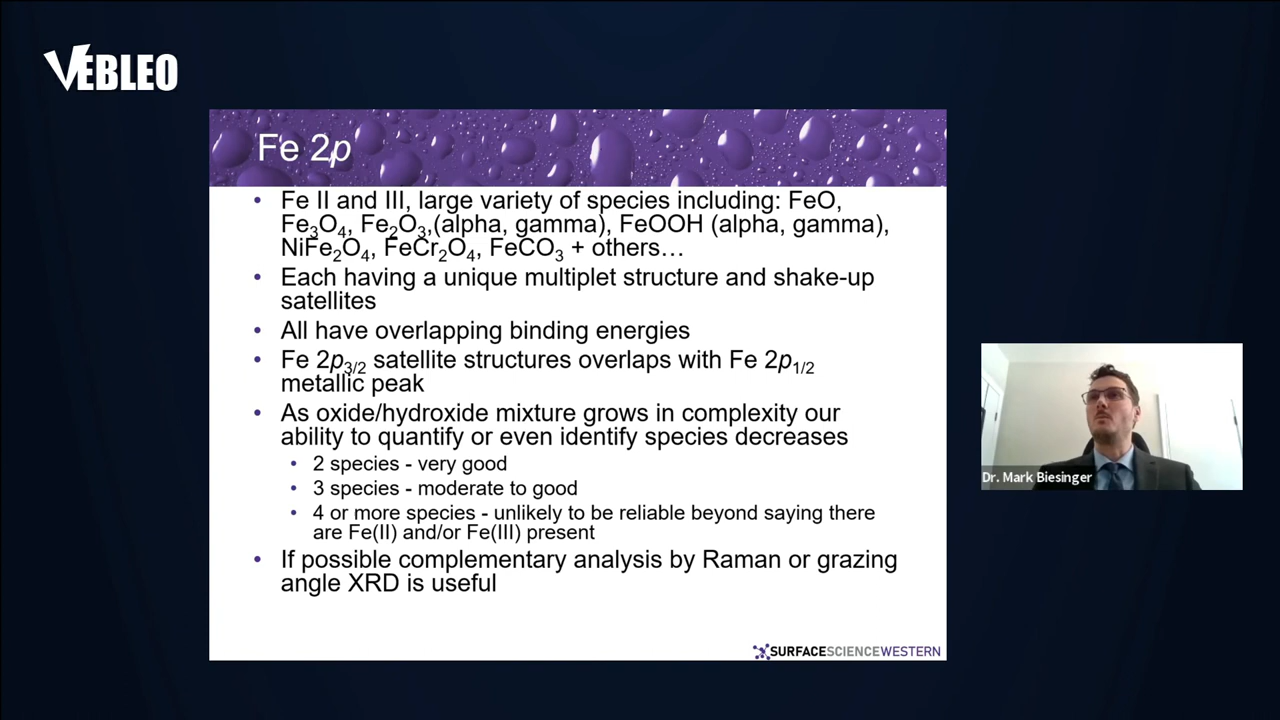 VEBLEO
Fe 2p
• Fe II and III, large variety of species including: FeO,
Fe₃O₄, Fe₂O₃,(alpha, gamma), FeOOH (alpha, gamma),
NiFe₂O₄, FeCr₂O₄, FeCO₃ + others…
• Each having a unique multiplet structure and shake-up
satellites
• All have overlapping binding energies
• Fe 2p3/2 satellite structures overlaps with Fe 2p1/2
metallic peak
• As oxide/hydroxide mixture grows in complexity our
ability to quantify or even identify species decreases
• 2 species - very good
• 3 species - moderate to good
• 4 or more species - unlikely to be reliable beyond saying there
are Fe(II) and/or Fe(III) present
• If possible complementary analysis by Raman or grazing
angle XRD is useful
SURFACESCIENCEWESTERN
Dr. Mark Biesinger